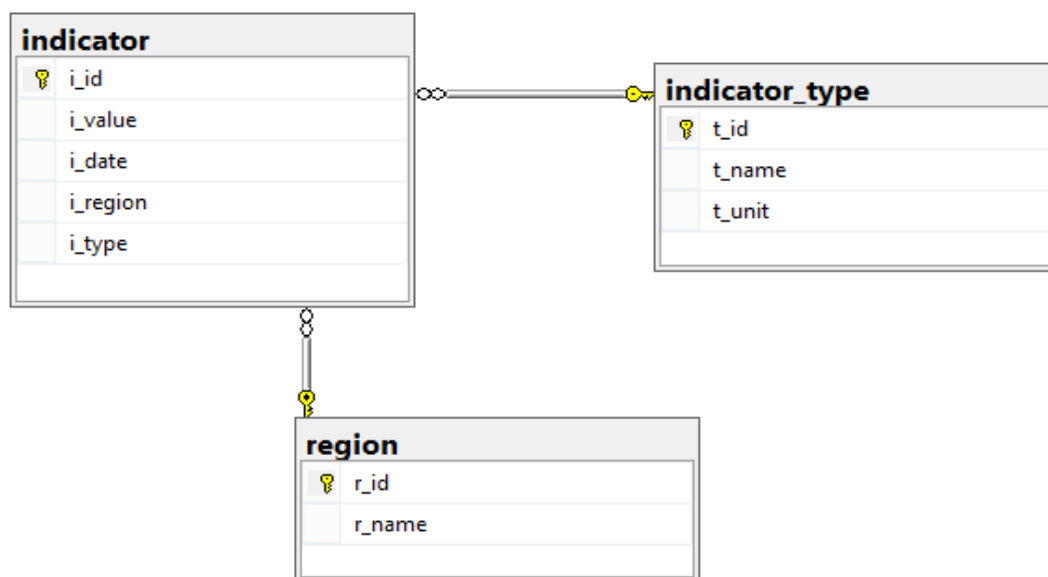 indicator
i_id
i_value
i_date
i_region
i_type
indicator_type
t_id
t_name
t_unit
region
r_id
r_name